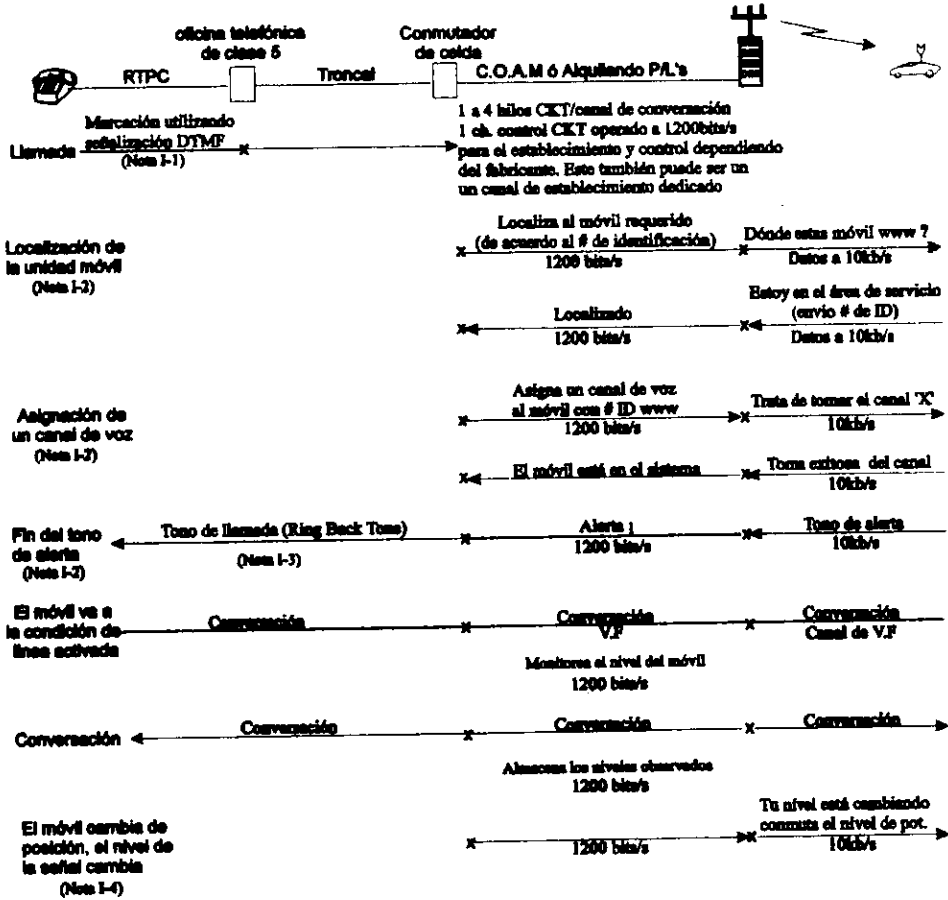 oficina telefónica
de clase 5
Conmutador
de celda
RTPC
Troncal
C.O.A.M ó Alquilando P/L's
Llamada
Marcación utilizando
señalización DTMF
(Nota I-1)
1 a 4 hilos CKT/canal de conversación
1 ch. control CKT operado a 1200bits/s
para el establecimiento y control dependiendo
del fabricante. Este también puede ser un
un canal de establecimiento dedicado
Localización de
la unidad móvil
(Nota I-2)
Localiza al móvil requerido
(de acuerdo al # de identificación)
1200 bits/s
Dónde estas móvil www ?
Datos a 10kb/s
Localizado
1200 bits/s
Estoy en el área de servicio
(envio # de ID)
Datos a 10kb/s
Asignación de
un canal de voz
(Nota I-2)
Asigna un canal de voz
al móvil con # ID www
1200 bits/s
Trata de tomar el canal 'X'
10kb/s
El móvil está en el sistema
Toma exitosa del canal
10kb/s
Fin del tono
de alerta
(Nota I-2)
Tono de llamada (Ring Back Tone)
(Nota I-3)
Alerta ¡
1200 bits/s
Tono de alerta
10kb/s
El móvil va a
la condición de
linea activada
Conversación
Conversación
V.F
Conversación
Canal de V.F
Monitorea el nivel del móvil
1200 bits/s
Conversación
Conversación
Conversación
Conversación
Almacena los niveles observados
1200 bits/s
El móvil cambia de
posición, el nivel de
la señal cambia
(Nota I-4)
1200 bits/s
Tu nível está cambiando
conmuta el nivel de pot.
10kb/s